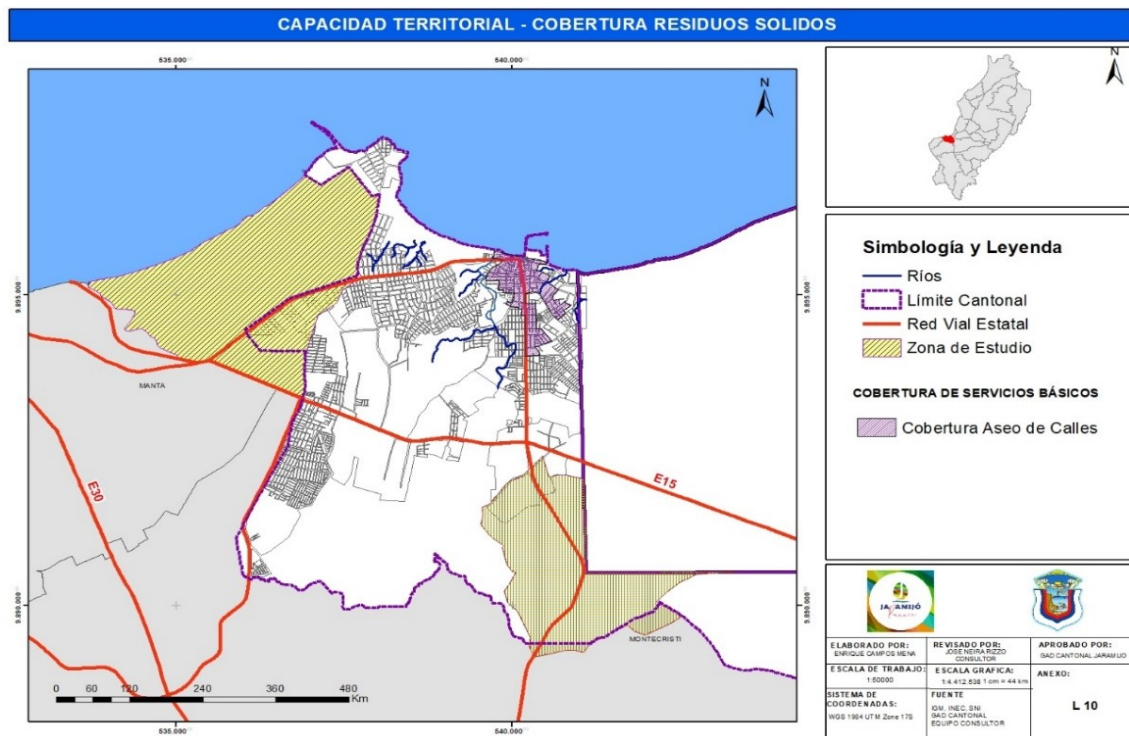 CAPACIDAD TERRITORIAL - COBERTURA RESIDUOS SOLIDOS
535.000
540.000
N
9.895.000
9.895.000
MANTA
E30
E15
9.890.000
9.890.000
MONTECRISTI
0 60 120 240 360 480
Km
535.000
540.000
N
Simbología y Leyenda
Ríos
Límite Cantonal
Red Vial Estatal
Zona de Estudio
COBERTURA DE SERVICIOS BÁSICOS
Cobertura Aseo de Calles
JARAMIJÓ
ELABORADO POR:
ENRIQUE CAMPOS MENA
REVISADO POR:
JOSE NEIRA RIZZO
CONSULTOR
APROBADO POR:
GAD CANTONAL JARAMIJO
ESCALA DE TRABAJO:
1:50000
ESCALA GRAFICA:
1:4.412.538 1 cm = 44 km
ANEXO:
L 10
SISTEMA DE
COORDENADAS:
WGS 1984 UTM Zone 17S
FUENTE
IGM, INEC, SNI
GAD CANTONAL
EQUIPO CONSULTOR